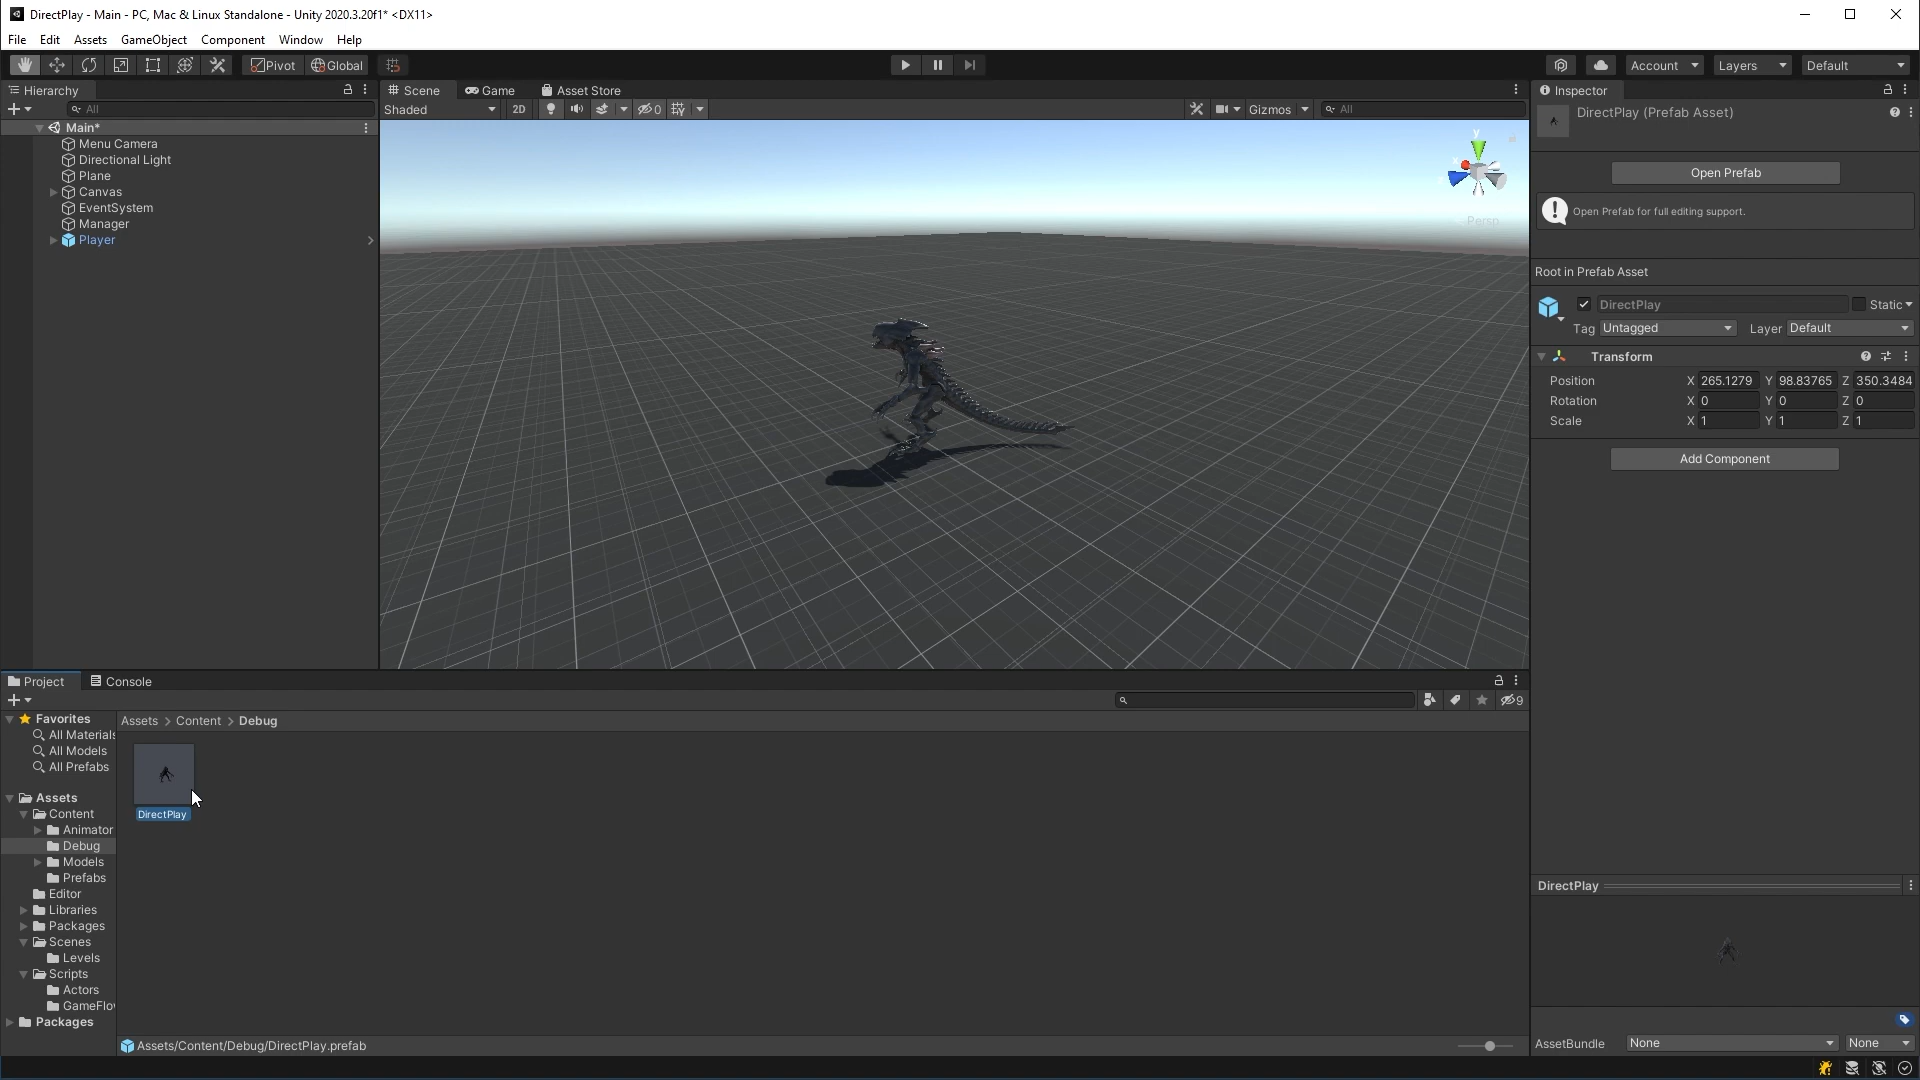 DirectPlay - Main - PC, Mac & Linux Standalone - Unity 2020.3.20f1* <DX11>
File Edit Assets GameObject Component Window Help
Pivot Global Account Layers Default
Hierarchy
All
Main*
Menu Camera
Directional Light
Plane
Canvas
EventSystem
Manager
Player
Scene Game Asset Store
Shaded 2D 0 Gizmos All
y
x
Persp
Inspector
DirectPlay (Prefab Asset)
Open Prefab
Open Prefab for full editing support.
Root in Prefab Asset
DirectPlay Static
Tag Untagged Layer Default
Transform
Position X 265.1279 Y 98.83765 Z 350.3484
Rotation X 0 Y 0 Z 0
Scale X 1 Y 1 Z 1
Add Component
Project Console
9
Favorites
All Materials
All Models
All Prefabs
Assets
Content
Animator
Debug
Models
Prefabs
Editor
Libraries
Packages
Scenes
Levels
Scripts
Actors
GameFlo
Packages
Assets > Content > Debug
DirectPlay
Assets/Content/Debug/DirectPlay.prefab
DirectPlay
AssetBundle None None